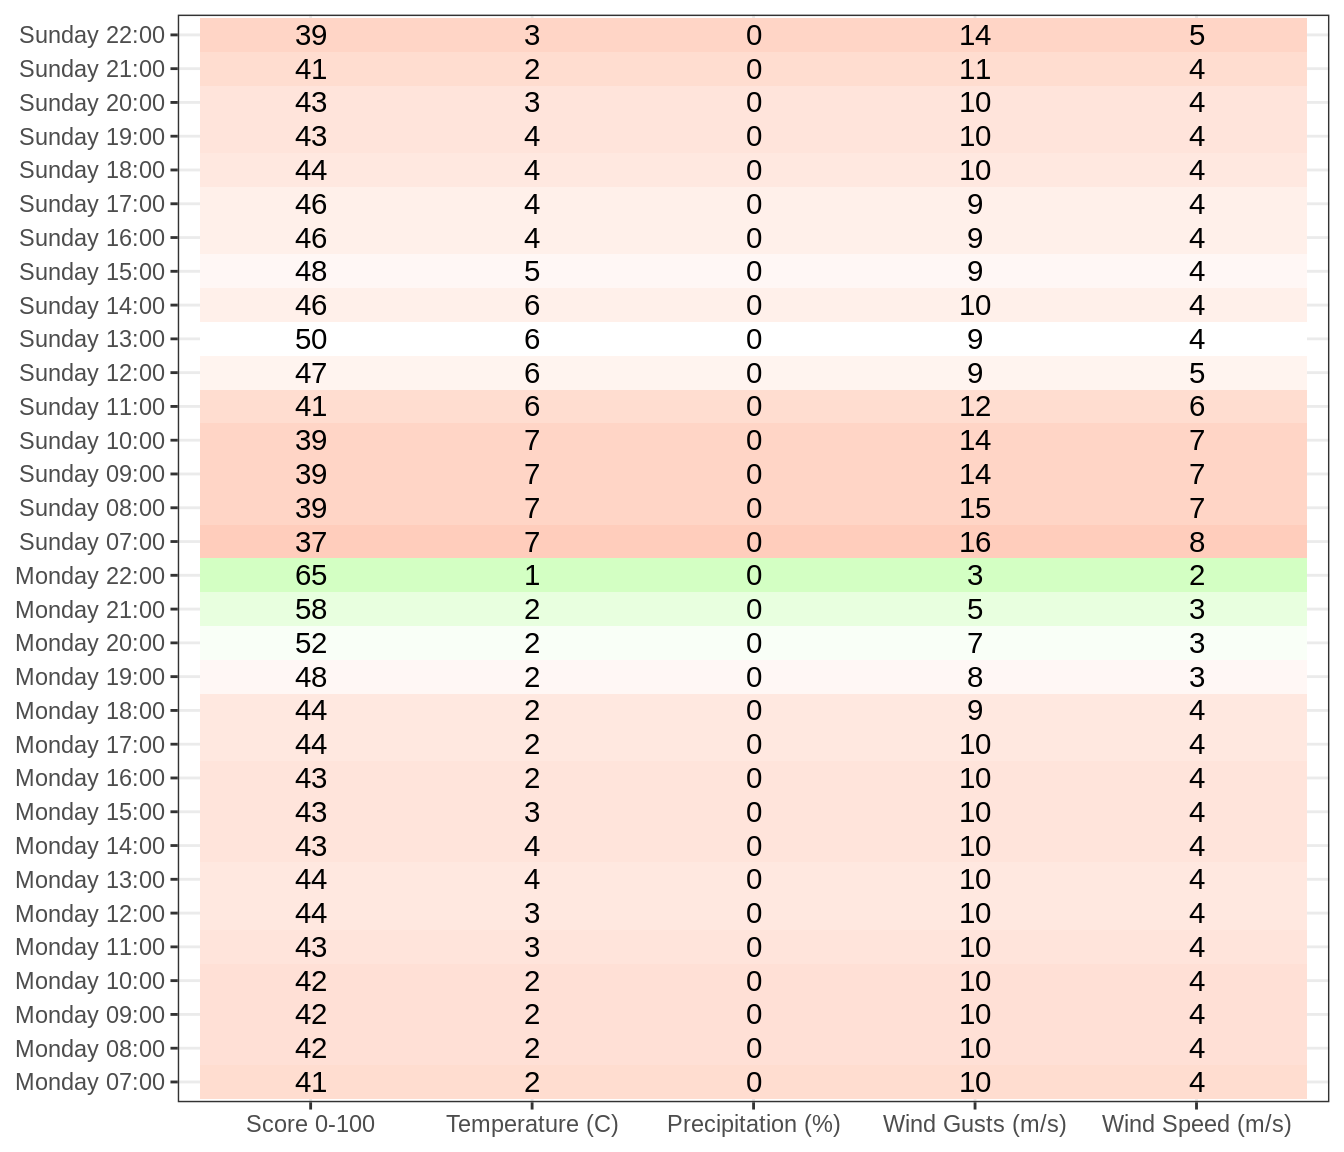 Sunday 22:00 39 3 0 14 5
Sunday 21:00 41 2 0 11 4
Sunday 20:00 43 3 0 10 4
Sunday 19:00 43 4 0 10 4
Sunday 18:00 44 4 0 10 4
Sunday 17:00 46 4 0 9 4
Sunday 16:00 46 4 0 9 4
Sunday 15:00 48 5 0 9 4
Sunday 14:00 46 6 0 10 4
Sunday 13:00 50 6 0 9 4
Sunday 12:00 47 6 0 9 5
Sunday 11:00 41 6 0 12 6
Sunday 10:00 39 7 0 14 7
Sunday 09:00 39 7 0 14 7
Sunday 08:00 39 7 0 15 7
Sunday 07:00 37 7 0 16 8
Monday 22:00 65 1 0 3 2
Monday 21:00 58 2 0 5 3
Monday 20:00 52 2 0 7 3
Monday 19:00 48 2 0 8 3
Monday 18:00 44 2 0 9 4
Monday 17:00 44 2 0 10 4
Monday 16:00 43 2 0 10 4
Monday 15:00 43 3 0 10 4
Monday 14:00 43 4 0 10 4
Monday 13:00 44 4 0 10 4
Monday 12:00 44 3 0 10 4
Monday 11:00 43 3 0 10 4
Monday 10:00 42 2 0 10 4
Monday 09:00 42 2 0 10 4
Monday 08:00 42 2 0 10 4
Monday 07:00 41 2 0 10 4
Score 0-100 Temperature (C) Precipitation (%) Wind Gusts (m/s) Wind Speed (m/s)